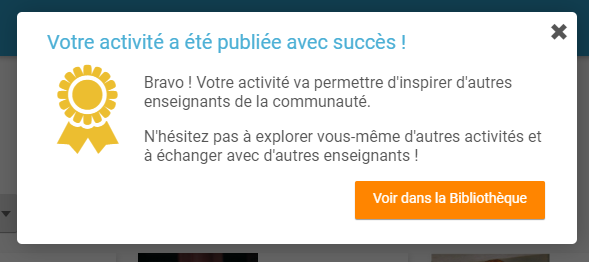 Votre activité a été publiée avec succès !
Bravo ! Votre activité va permettre d'inspirer d'autres
enseignants de la communauté.
N'hésitez pas à explorer vous-même d'autres activités et
à échanger avec d'autres enseignants !
Voir dans la Bibliothèque